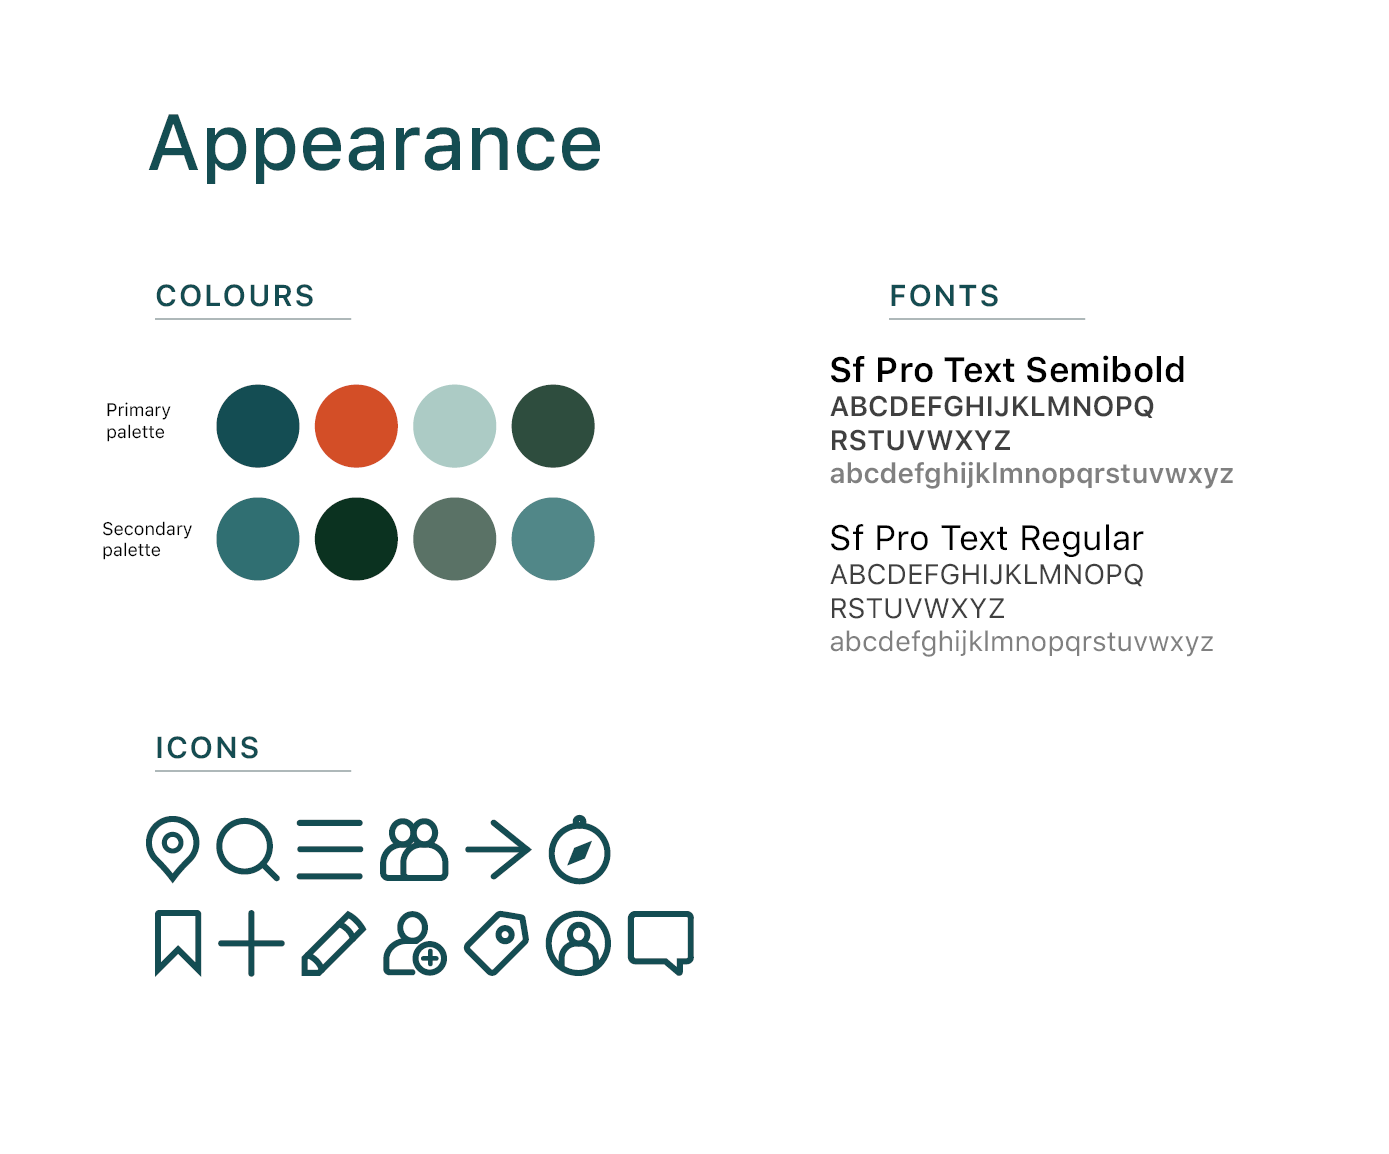 Appearance
COLOURS
Primary
palette
Secondary
palette
FONTS
Sf Pro Text Semibold
ABCDEFGHIJKLMNOPQ
RSTUVWXYZ
abcdefghijklmnopqrstuvwxyz
Sf Pro Text Regular
ABCDEFGHIJKLMNOPQ
RSTUVWXYZ
abcdefghijklmnopqrstuvwxyz
ICONS